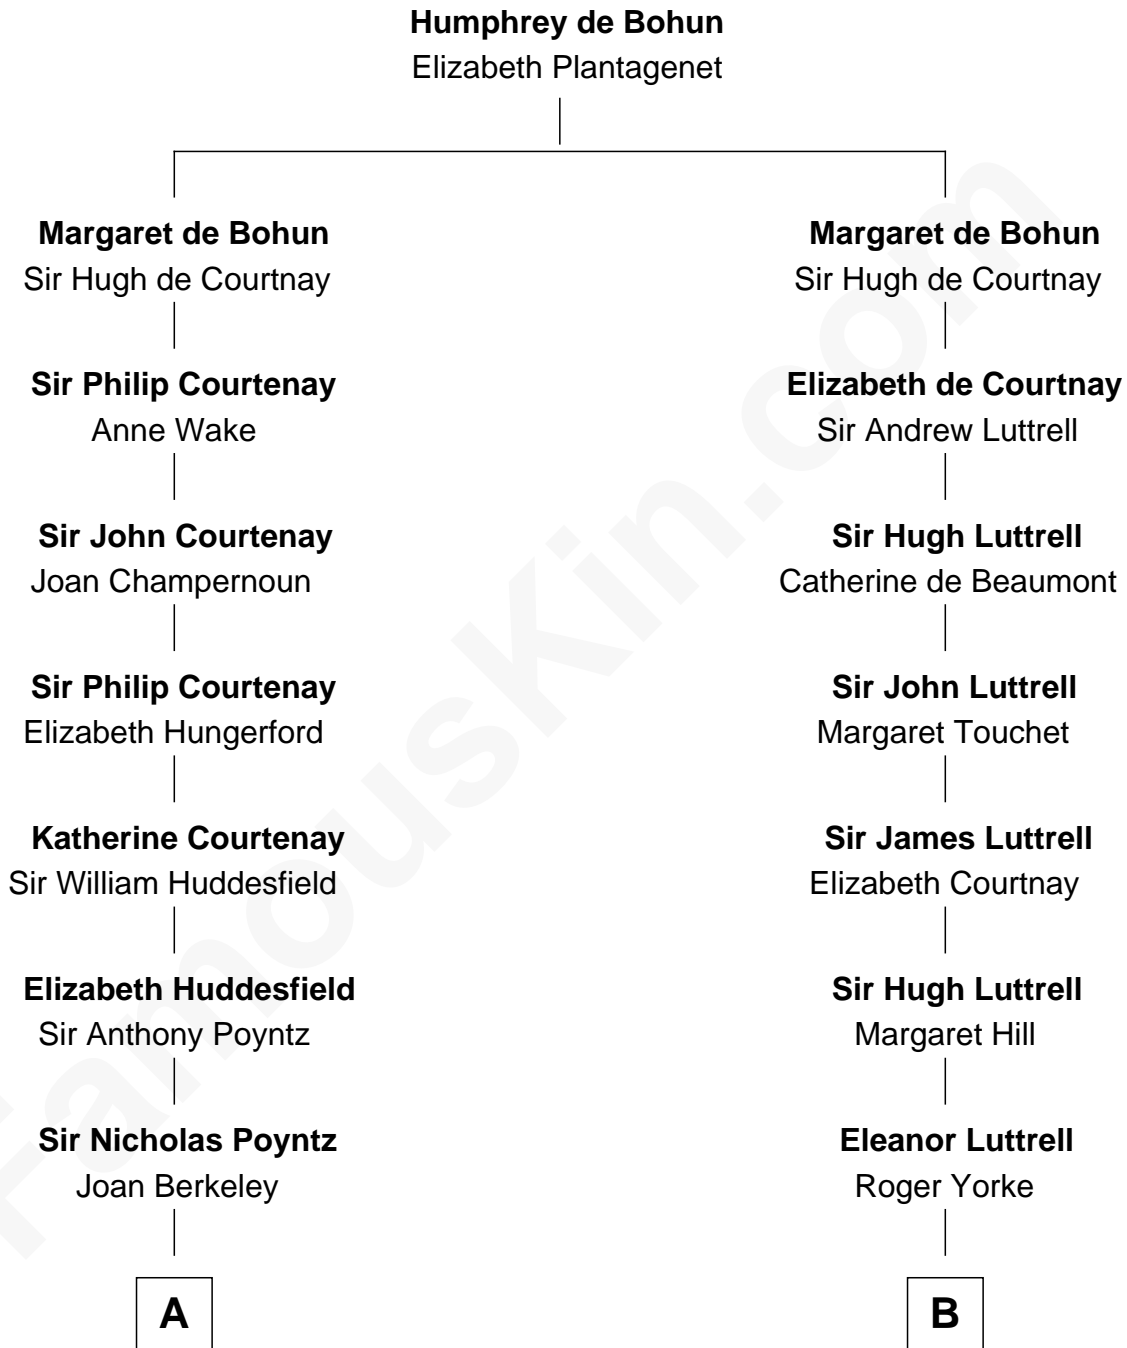 Humphrey de Bohun
Elizabeth Plantagenet
Margaret de Bohun
Sir Hugh de Courtnay
Margaret de Bohun
Sir Hugh de Courtnay
Sir Philip Courtenay
Anne Wake
Elizabeth de Courtnay
Sir Andrew Luttrell
Sir John Courtenay
Joan Champernoun
Sir Hugh Luttrell
Catherine de Beaumont
Sir Philip Courtenay
Elizabeth Hungerford
Sir John Luttrell
Margaret Touchet
Katherine Courtenay
Sir William Huddesfield
Sir James Luttrell
Elizabeth Courtnay
Elizabeth Huddesfield
Sir Anthony Poyntz
Sir Hugh Luttrell
Margaret Hill
Sir Nicholas Poyntz
Joan Berkeley
Eleanor Luttrell
Roger Yorke
A
B
FamousKin.com